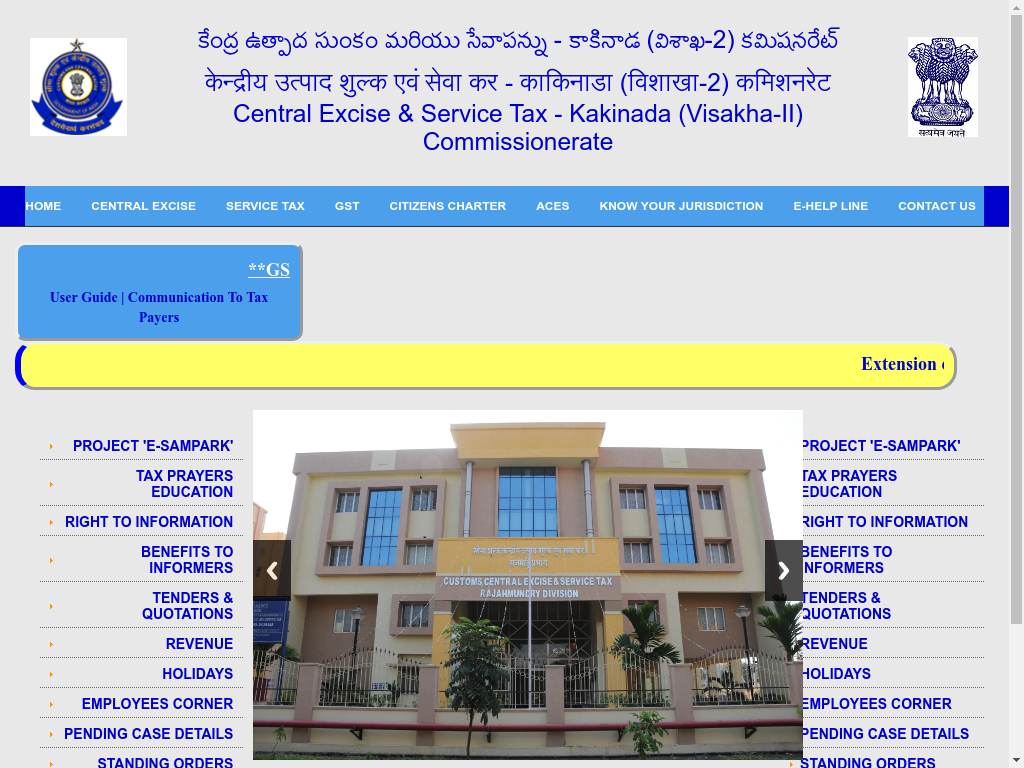 కేంద్ర ఉత్పాద సుంకం మరియు సేవాపన్ను - కాకినాడ (విశాఖ-2) కమిషనరేట్
केन्द्रीय उत्पाद शुल्क एवं सेवा कर - काकिनाडा (विशाखा-2) कमिशनरेट
Central Excise & Service Tax - Kakinada (Visakha-II)
Commissionerate
सत्यमेव जयते
HOME CENTRAL EXCISE SERVICE TAX GST CITIZENS CHARTER ACES KNOW YOUR JURISDICTION E-HELP LINE CONTACT US
**GS
User Guide | Communication To Tax
Payers
Extension
PROJECT 'E-SAMPARK'
TAX PRAYERS
EDUCATION
RIGHT TO INFORMATION
BENEFITS TO
INFORMERS
TENDERS &
QUOTATIONS
REVENUE
HOLIDAYS
EMPLOYEES CORNER
PENDING CASE DETAILS
STANDING ORDERS
CUSTOMS, CENTRAL EXCISE & SERVICE TAX
RAJAHMUNDRY DIVISION
PROJECT 'E-SAMPARK'
TAX PRAYERS
EDUCATION
RIGHT TO INFORMATION
BENEFITS TO
INFORMERS
TENDERS &
QUOTATIONS
REVENUE
HOLIDAYS
EMPLOYEES CORNER
PENDING CASE DETAILS
STANDING ORDERS